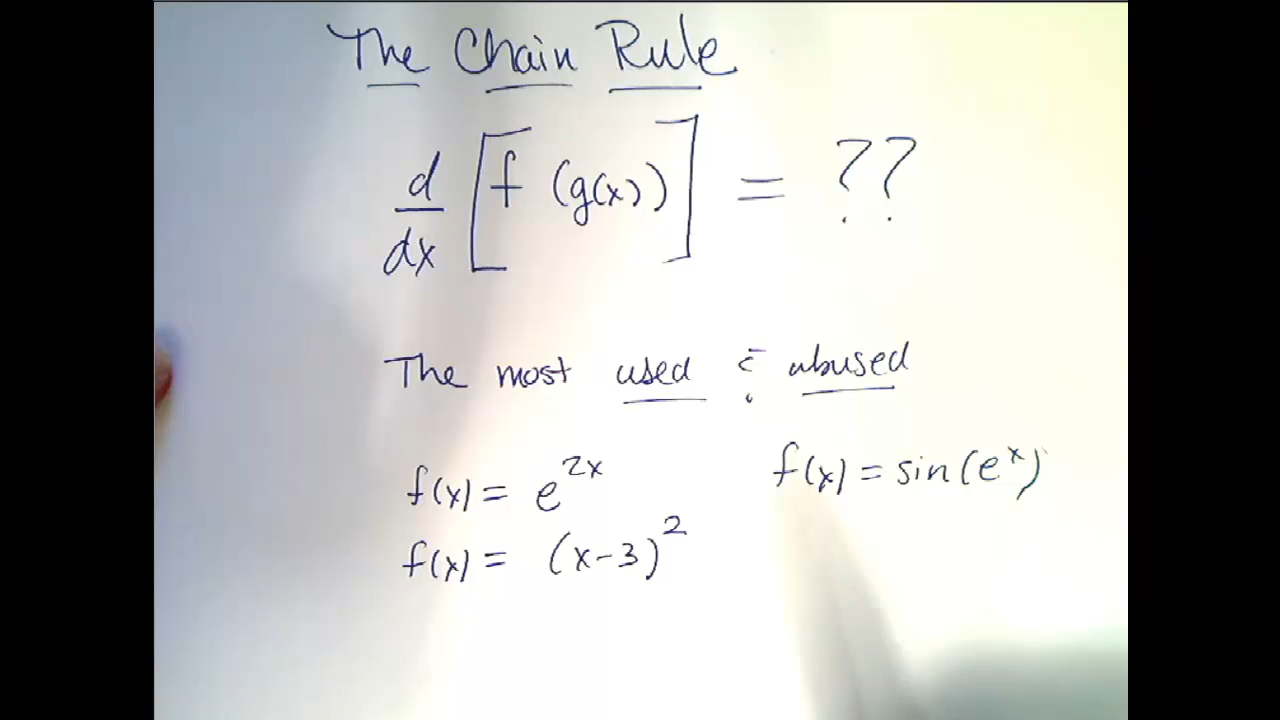 The Chain Rule
d/dx [f (g(x))] = ??
The most used & abused
f(x) = e^{2x}
f(x) = sin(e^x)
f(x) = (x-3)^2